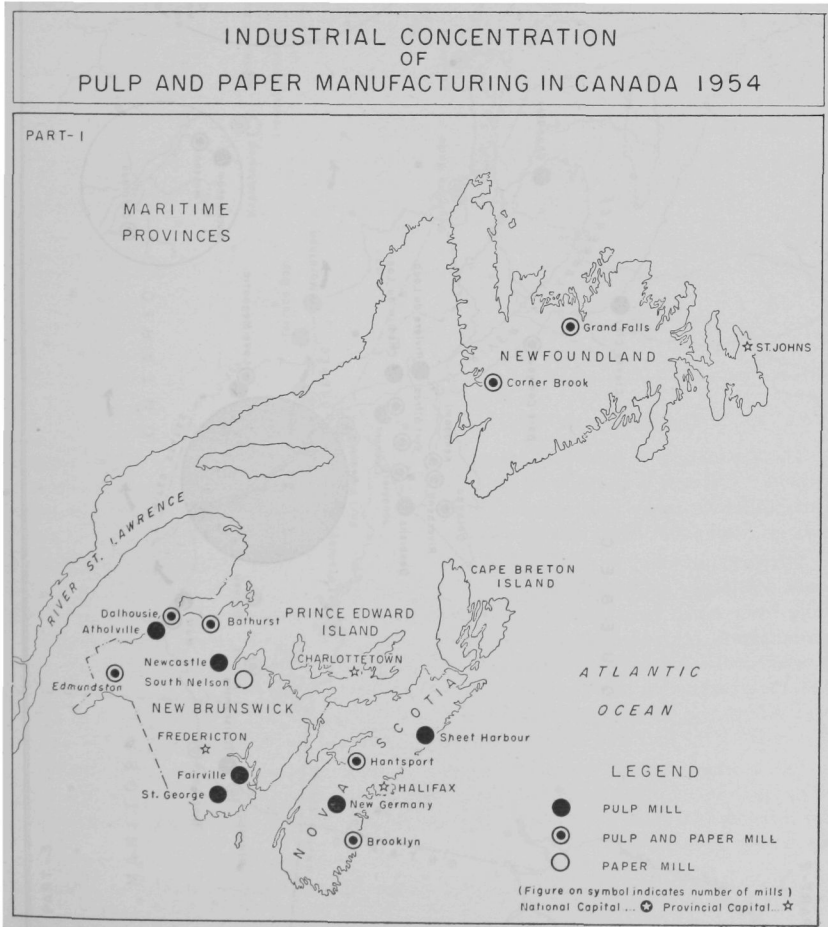 INDUSTRIAL CONCENTRATION
OF
PULP AND PAPER MANUFACTURING IN CANADA 1954
PART-1
MARITIME
PROVINCES
Grand Falls
ST. JOHNS
NEWFOUNDLAND
Corner Brook
RIVER ST. LAWRENCE
CAPE BRETON
ISLAND
Dalhousie
Bathurst
Atholville
PRINCE EDWARD
ISLAND
CHARLOTTETOWN
Newcastle
South Nelson
Edmundston
ATLANTIC
OCEAN
NEW BRUNSWICK
FREDERICTON
NOVA SCOTIA
Sheet Harbour
Hantsport
Fairville
St. George
HALIFAX
New Germany
Brooklyn
LEGEND
PULP MILL
PULP AND PAPER MILL
PAPER MILL
(Figure on symbol indicates number of mills)
National Capital... Provincial Capital...